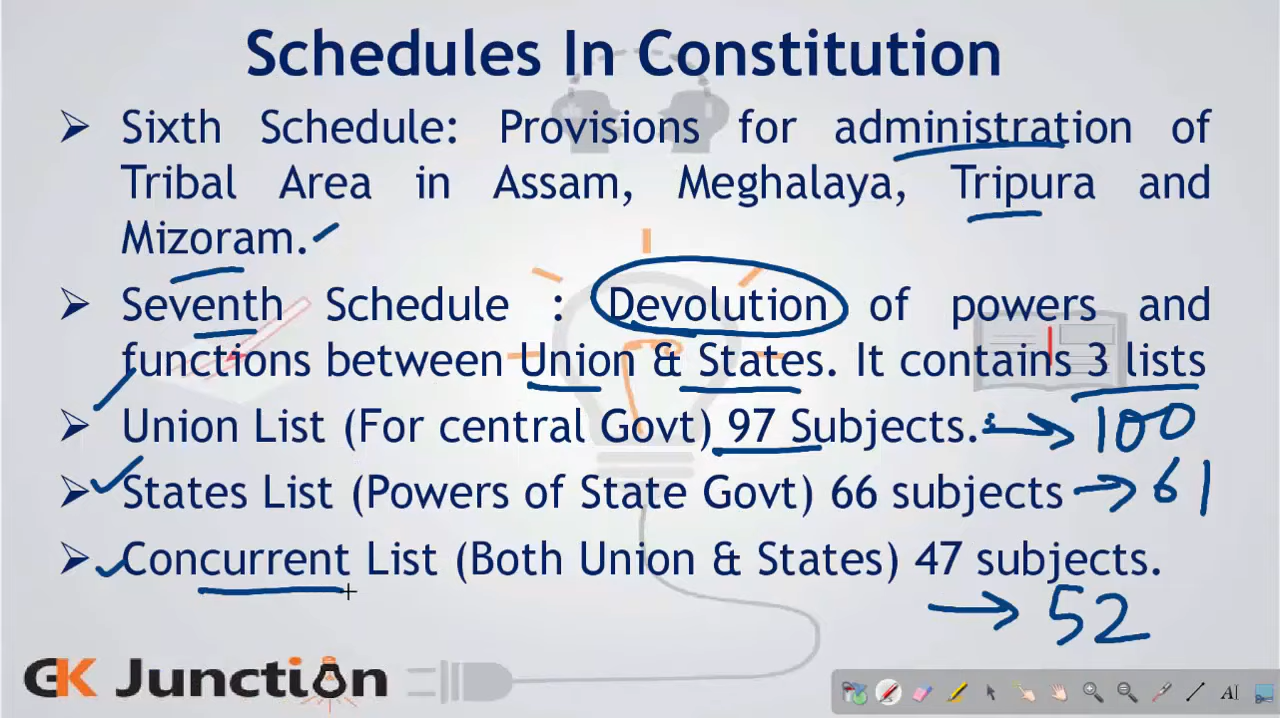 Schedules In Constitution
➢ Sixth Schedule: Provisions for administration of
Tribal Area in Assam, Meghalaya, Tripura and
Mizoram.
➢ Seventh Schedule : Devolution of powers and
functions between Union & States. It contains 3 lists
➢ Union List (For central Govt) 97 Subjects. → 100
➢ States List (Powers of State Govt) 66 subjects → 61
➢ Concurrent List (Both Union & States) 47 subjects.
→ 52
GK Junction